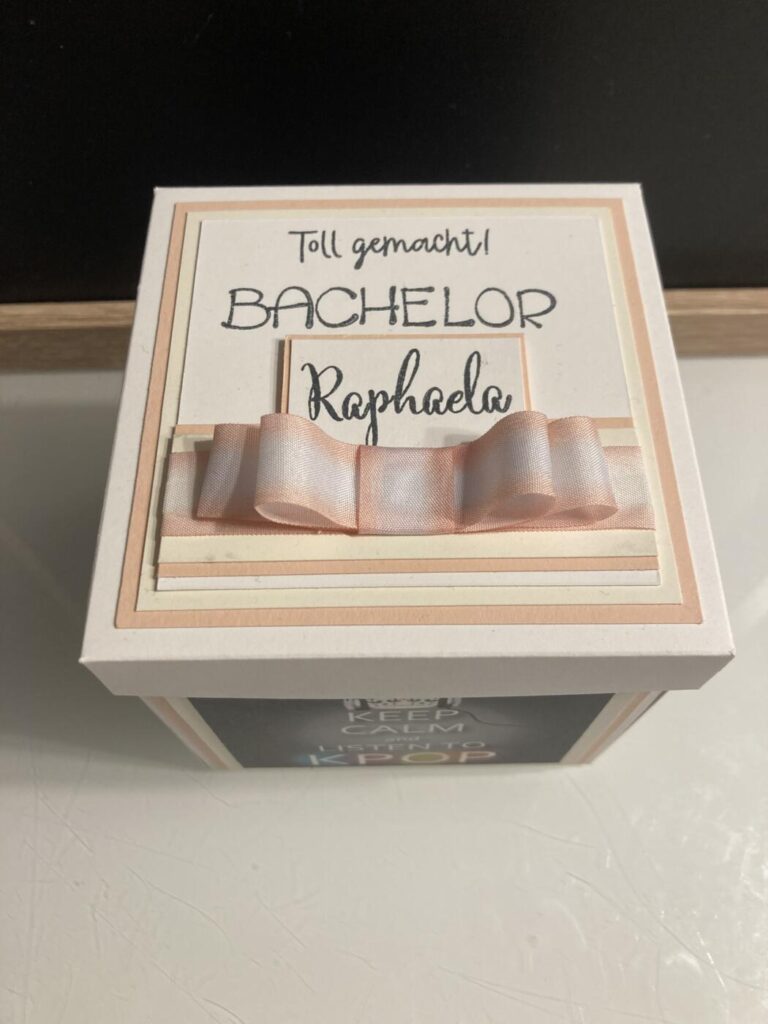 Toll gemacht!
BACHELOR
Raphaela
KEEP
CALM
and
LISTEN TO
KPOP